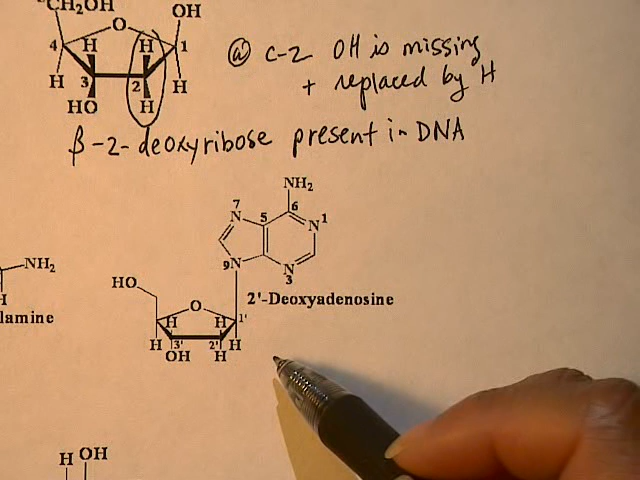 CH₂OH
OH
O
4
H
H
1
3
2
H
H
H
HO
@ C-2 OH is missing
+ replaced by H
β-2-deoxyribose present in DNA
NH₂
7
N
5
6
N
1
9
N
N
3
NH₂
H
lamine
HO
2'-Deoxyadenosine
O
H
H
1'
H
3'
2'
H
OH
H
H
OH